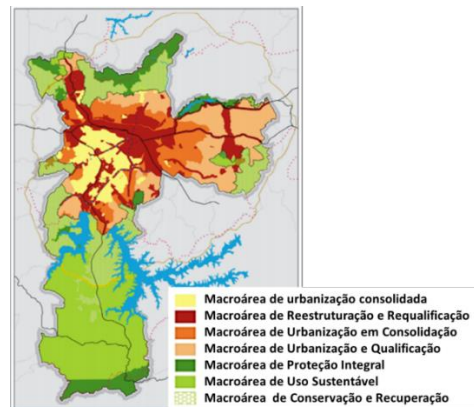 Macroárea de urbanização consolidada
Macroárea de Reestruturação e Requalificação
Macroárea de Urbanização em Consolidação
Macroárea de Urbanização e Qualificação
Macroárea de Proteção Integral
Macroárea de Uso Sustentável
Macroárea de Conservação e Recuperação